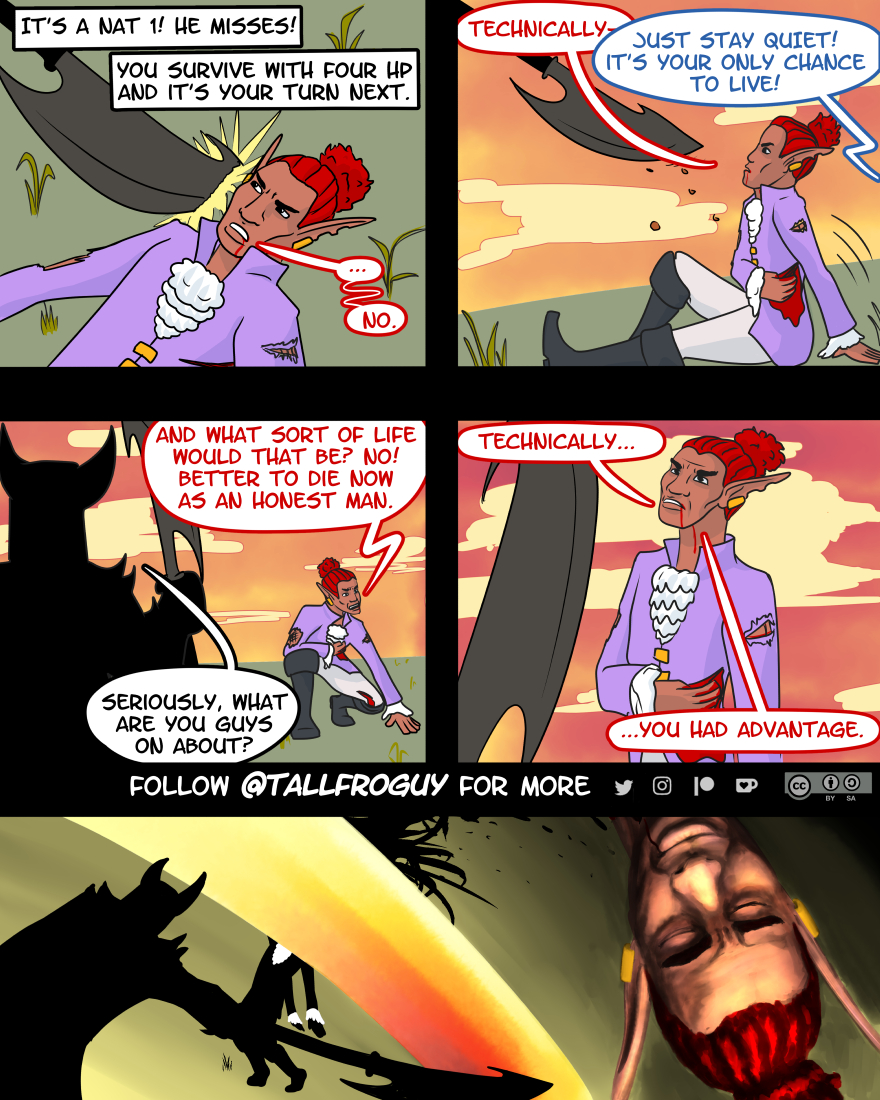 IT'S A NAT 1! HE MISSES!
YOU SURVIVE WITH FOUR HP
AND IT'S YOUR TURN NEXT.
...
NO.
TECHNICALLY-
JUST STAY QUIET!
IT'S YOUR ONLY CHANCE
TO LIVE!
AND WHAT SORT OF LIFE
WOULD THAT BE? NO!
BETTER TO DIE NOW
AS AN HONEST MAN.
SERIOUSLY, WHAT
ARE YOU GUYS
ON ABOUT?
TECHNICALLY...
...YOU HAD ADVANTAGE.
FOLLOW @TALLFROGUY FOR MORE
CC
BY SA